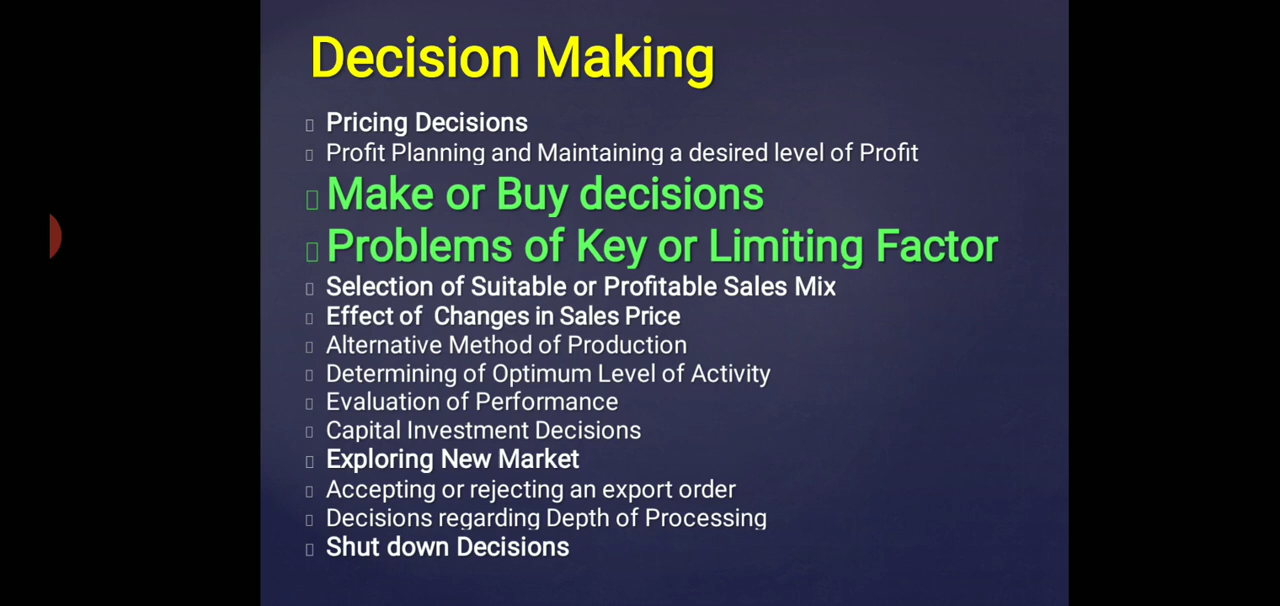 Decision Making
Pricing Decisions
Profit Planning and Maintaining a desired level of Profit
Make or Buy decisions
Problems of Key or Limiting Factor
Selection of Suitable or Profitable Sales Mix
Effect of Changes in Sales Price
Alternative Method of Production
Determining of Optimum Level of Activity
Evaluation of Performance
Capital Investment Decisions
Exploring New Market
Accepting or rejecting an export order
Decisions regarding Depth of Processing
Shut down Decisions